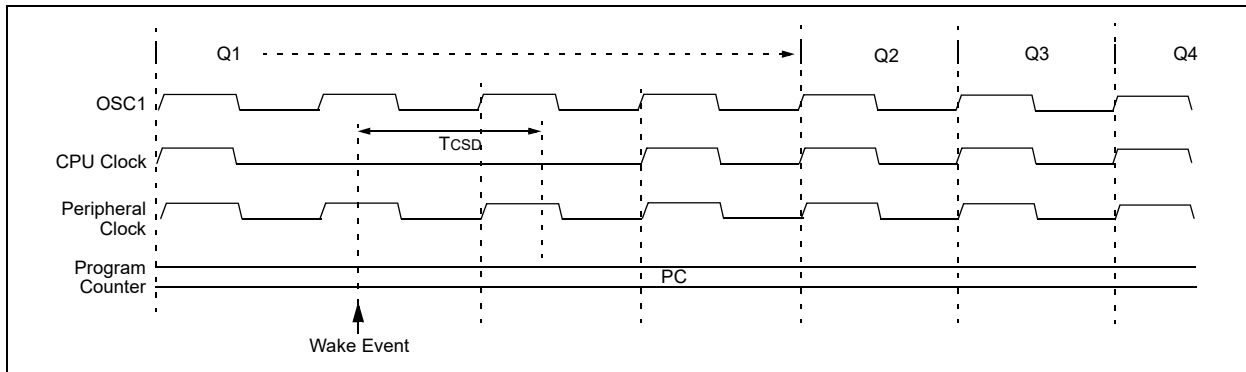 Q1 Q2 Q3 Q4
OSC1
TCSD
CPU Clock
Peripheral
Clock
Program
Counter
PC
Wake Event